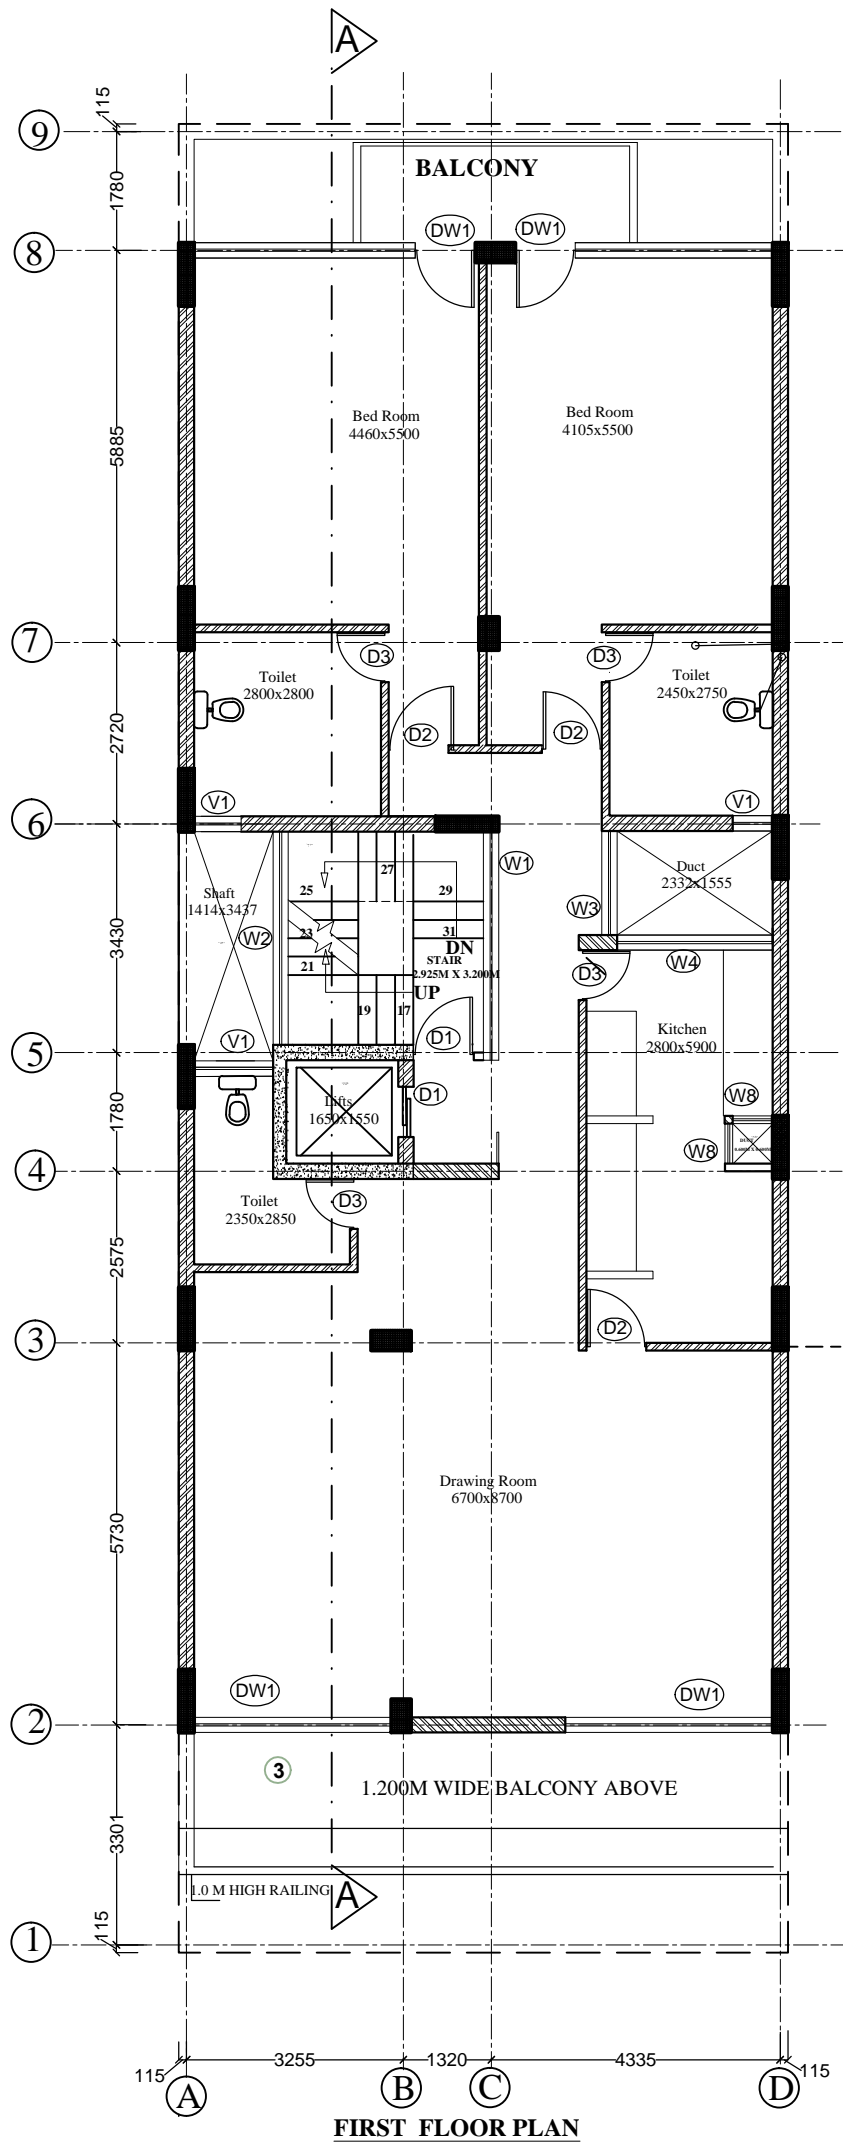 A
115
9
1780
BALCONY
DW1
DW1
8
5885
Bed Room
4460x5500
Bed Room
4105x5500
7
D3
D3
Toilet
2800x2800
Toilet
2450x2750
2720
D2
D2
V1
V1
6
27
W1
Duct
2332x1555
Shaft
1414x3437
25
29
W3
3430
W2
23
31
DN
STAIR
2.925M X 3.200M
21
UP
W4
D3
19
17
Kitchen
2800x5900
V1
D1
5
1780
Lifts
1650x1550
D1
W8
W8
4
Toilet
2350x2850
D3
2575
3
D2
Drawing Room
6700x8700
5730
DW1
DW1
2
3
1.200M WIDE BALCONY ABOVE
3301
1.0 M HIGH RAILING
A
115
1
115
3255
1320
4335
115
A
B
C
D
FIRST FLOOR PLAN